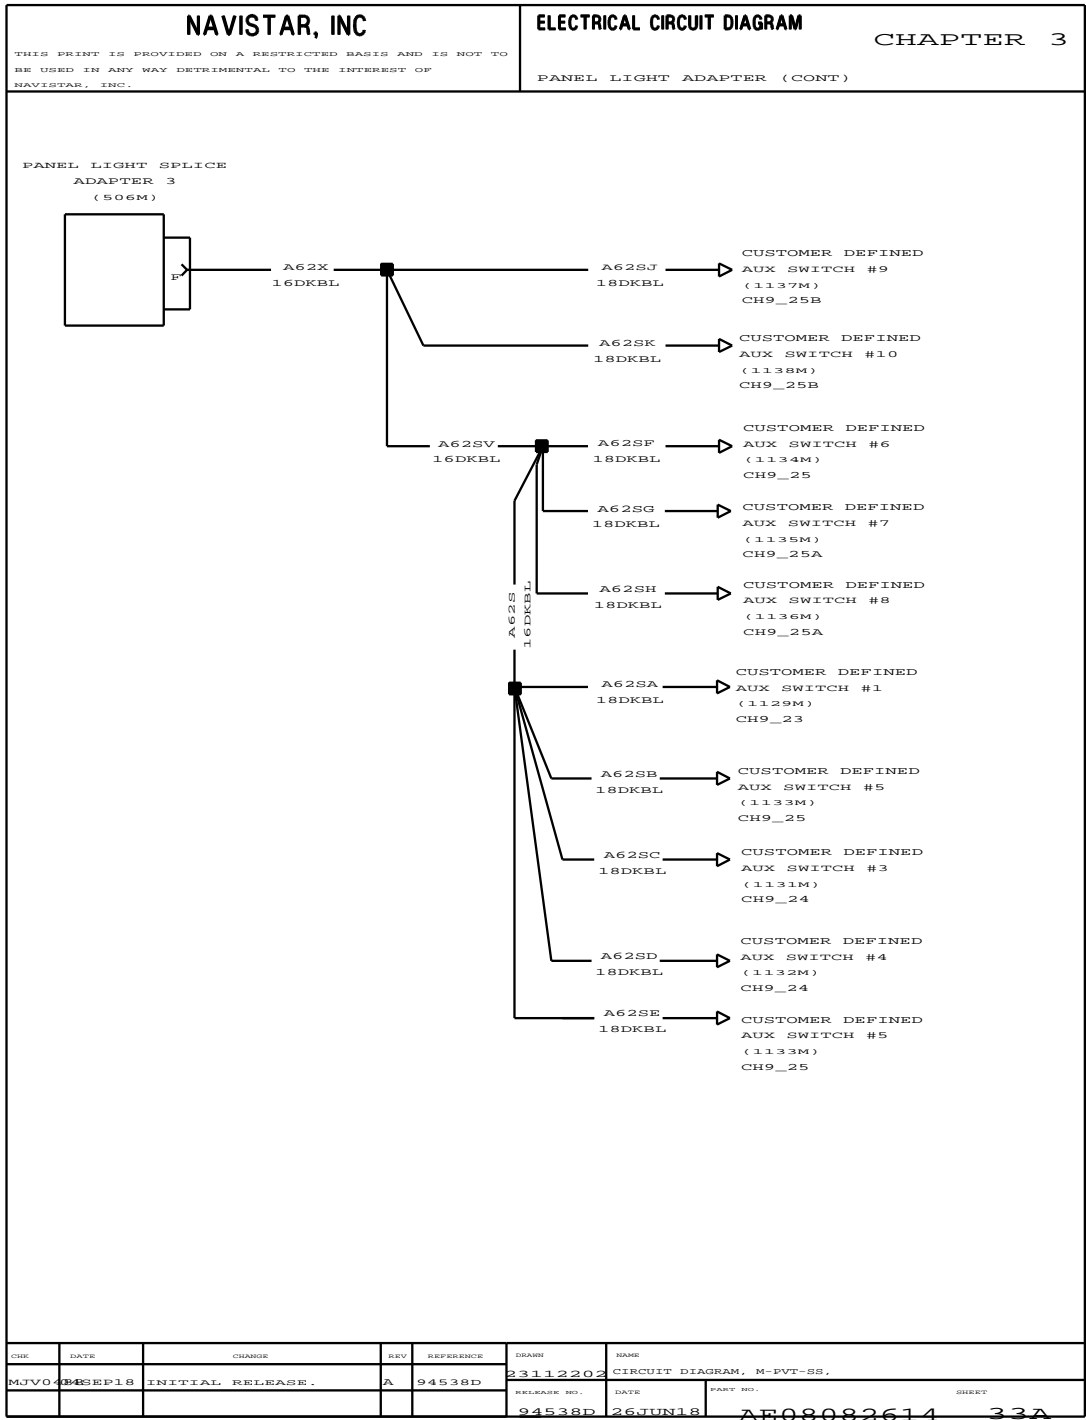 NAVISTAR, INC
THIS PRINT IS PROVIDED ON A RESTRICTED BASIS AND IS NOT TO
BE USED IN ANY WAY DETRIMENTAL TO THE INTEREST OF
NAVISTAR, INC.
ELECTRICAL CIRCUIT DIAGRAM
CHAPTER 3
PANEL LIGHT ADAPTER (CONT)
PANEL LIGHT SPLICE
ADAPTER 3
(506M)
F
A62X
16DKBL
A62SJ
18DKBL
CUSTOMER DEFINED
AUX SWITCH #9
(1137M)
CH9_25B
A62SK
18DKBL
CUSTOMER DEFINED
AUX SWITCH #10
(1138M)
CH9_25B
A62SV
16DKBL
A62SF
18DKBL
CUSTOMER DEFINED
AUX SWITCH #6
(1134M)
CH9_25
A62SG
18DKBL
CUSTOMER DEFINED
AUX SWITCH #7
(1135M)
CH9_25A
A62S
16DKBL
A62SH
18DKBL
CUSTOMER DEFINED
AUX SWITCH #8
(1136M)
CH9_25A
A62SA
18DKBL
CUSTOMER DEFINED
AUX SWITCH #1
(1129M)
CH9_23
A62SB
18DKBL
CUSTOMER DEFINED
AUX SWITCH #5
(1133M)
CH9_25
A62SC
18DKBL
CUSTOMER DEFINED
AUX SWITCH #3
(1131M)
CH9_24
A62SD
18DKBL
CUSTOMER DEFINED
AUX SWITCH #4
(1132M)
CH9_24
A62SE
18DKBL
CUSTOMER DEFINED
AUX SWITCH #5
(1133M)
CH9_25
CHK DATE CHANGE REV REFERENCE
INITIAL RELEASE. A 94538D
DRAWN
23112202
NAME
CIRCUIT DIAGRAM, M-PVT-SS,
RELEASE NO.
94538D
DATE
26JUN18
PART NO.
AE08082614
SHEET
33A